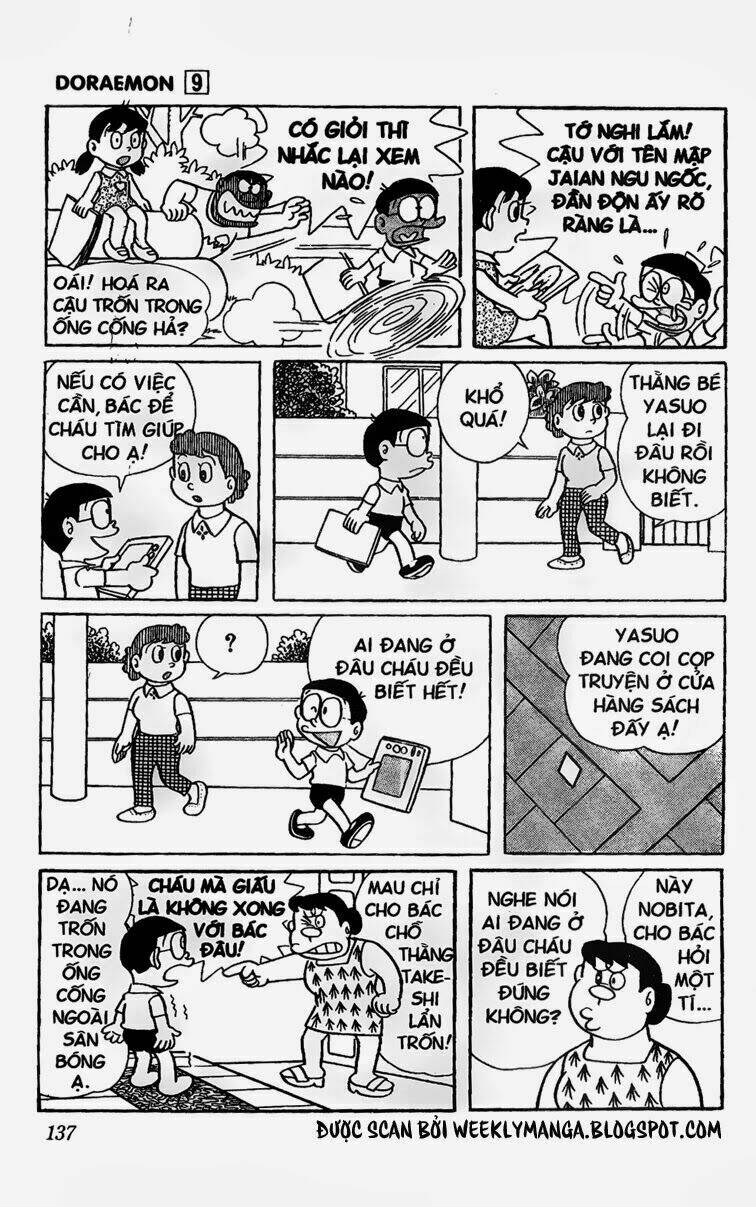 DORAEMON 9
TỚ NGHI LẮM!
CẬU VỚI TÊN MẬP
JAIAN NGU NGỐC,
ĐẦN ĐỘN ẤY RÕ
RÀNG LÀ...
CÓ GIỎI THÌ
NHẮC LẠI XEM
NÀO!
OÁI! HOÁ RA
CẬU TRỐN TRONG
ỐNG CỐNG HẢ?
THẰNG BÉ
YASUO
LẠI ĐI
ĐÂU RỒI
KHÔNG
BIẾT.
KHỔ
QUÁ!
NẾU CÓ VIỆC
CẦN, BÁC ĐỂ
CHÁU TÌM GIÚP
CHO Ạ!
YASUO
ĐANG COI CỌP
TRUYỆN Ở CỬA
HÀNG SÁCH
ĐẤY Ạ!
AI ĐANG Ở
ĐÂU CHÁU ĐỀU
BIẾT HẾT!
?
NÀY
NOBITA,
CHO BÁC
HỎI
MỘT
TÍ...
NGHE NÓI
AI ĐANG Ở
ĐÂU CHÁU
ĐỀU BIẾT
ĐÚNG
KHÔNG?
MAU CHỈ
CHO BÁC
CHỖ
THẰNG
TAKE-
SHI
LẨN
TRỐN!
CHÁU MÀ GIẤU
LÀ KHÔNG XONG
VỚI BÁC
ĐÂU!
DẠ... NÓ
ĐANG
TRỐN
TRONG
ỐNG
CỐNG
NGOÀI
SÂN
BÓNG
Ạ.
137
ĐƯỢC SCAN BỞI WEEKLYMANGA.BLOGSPOT.COM